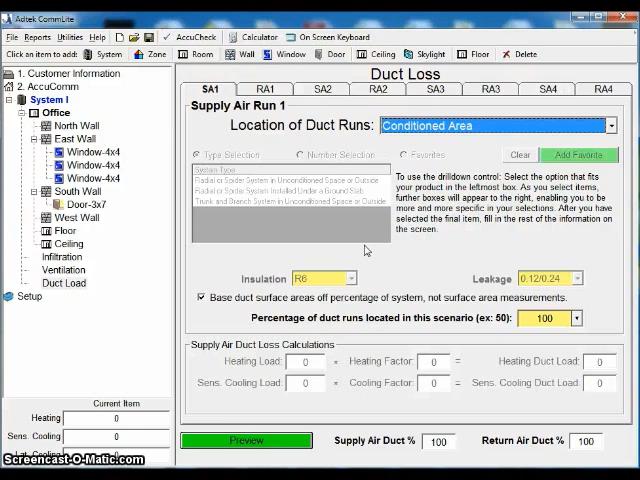 Adtek CommLite
File Reports Utilities Help AccuCheck Calculator On Screen Keyboard
Click an item to add: System Zone Room Wall Window Door Ceiling Skylight Floor Delete
1. Customer Information
2. AccuComm
System I
Office
North Wall
East Wall
Window-4x4
Window-4x4
Window-4x4
South Wall
Door-3x7
West Wall
Floor
Ceiling
Infiltration
Ventilation
Duct Load
Setup
Current Item
Heating 0
Sens. Cooling 0
Lat. Cooling 0
Duct Loss
SA1 RA1 SA2 RA2 SA3 RA3 SA4 RA4
Supply Air Run 1
Location of Duct Runs: Conditioned Area
Type Selection Number Selection Favorites Clear Add Favorite
System Type
Radial or Spider System in Unconditioned Space or Outside
Radial or Spider System Installed Under a Ground Slab
Trunk and Branch System in Unconditioned Space or Outside
To use the drilldown control: Select the option that fits
your product in the leftmost box. As you select items,
further boxes will appear to the right, enabling you to
be more and more specific in your selections. After you have
selected the final item, fill in the rest of the information on
the screen.
Insulation R6 Leakage 0.12/0.24
Base duct surface areas off percentage of system, not surface area measurements.
Percentage of duct runs located in this scenario (ex: 50): 100
Supply Air Duct Loss Calculations
Heating Load: 0 * Heating Factor: 0 = Heating Duct Load: 0
Sens. Cooling Load: 0 * Cooling Factor: 0 = Sens. Cooling Duct Load: 0
Preview Supply Air Duct % 100 Return Air Duct % 100
Screencast-O-Matic.com